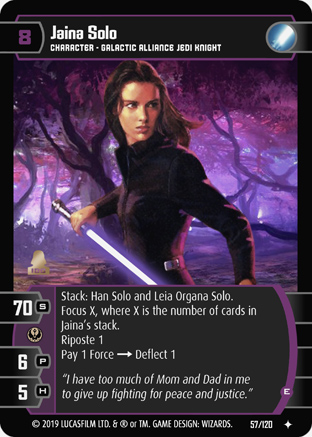 8
Jaina Solo
CHARACTER - GALACTIC ALLIANCE JEDI KNIGHT
70 S
6 P
5 H
Stack: Han Solo and Leia Organa Solo.
Focus X, where X is the number of cards in
Jaina's stack.
Riposte 1
Pay 1 Force → Deflect 1
"I have too much of Mom and Dad in me
to give up fighting for peace and justice."
E
© 2019 LUCASFILM LTD. & ® or TM. GAME DESIGN: WIZARDS.
57/120